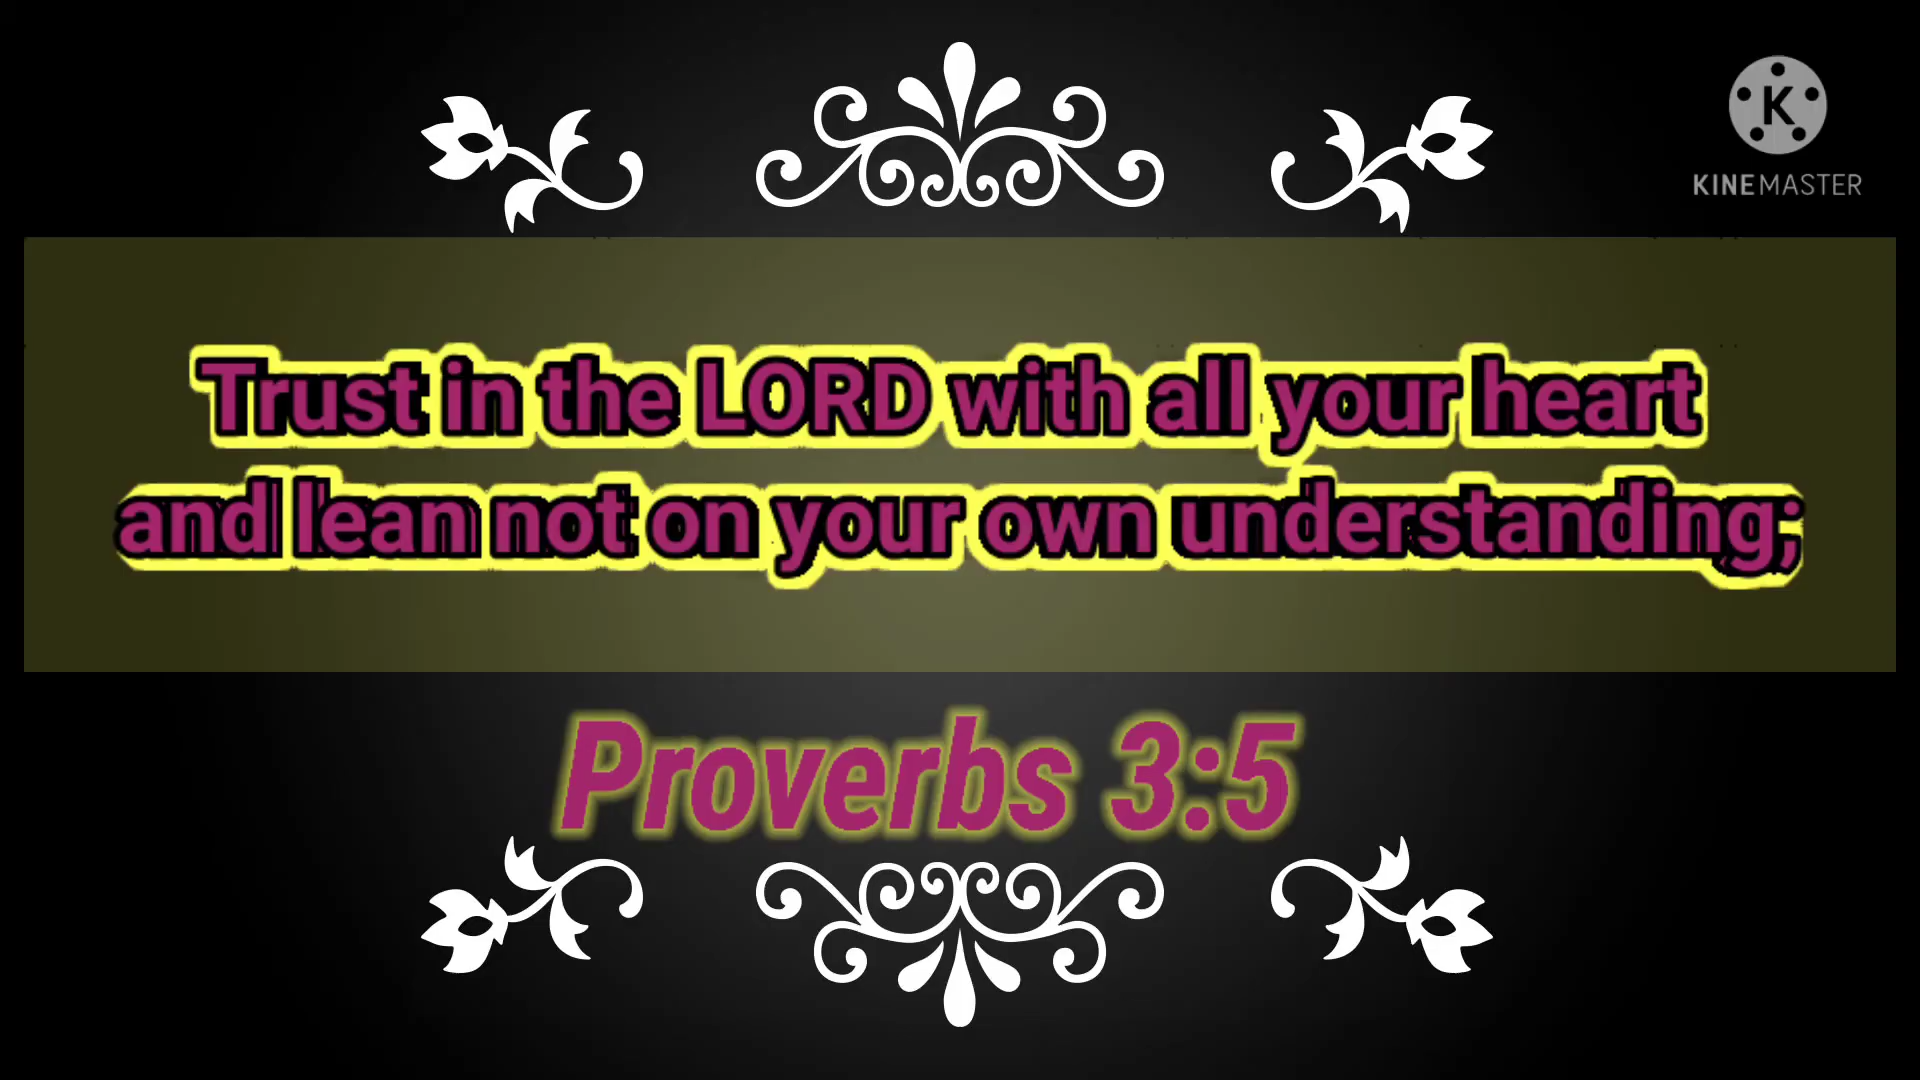 K
KINEMASTER
Trust in the LORD with all your heart
and lean not on your own understanding;
Proverbs 3:5